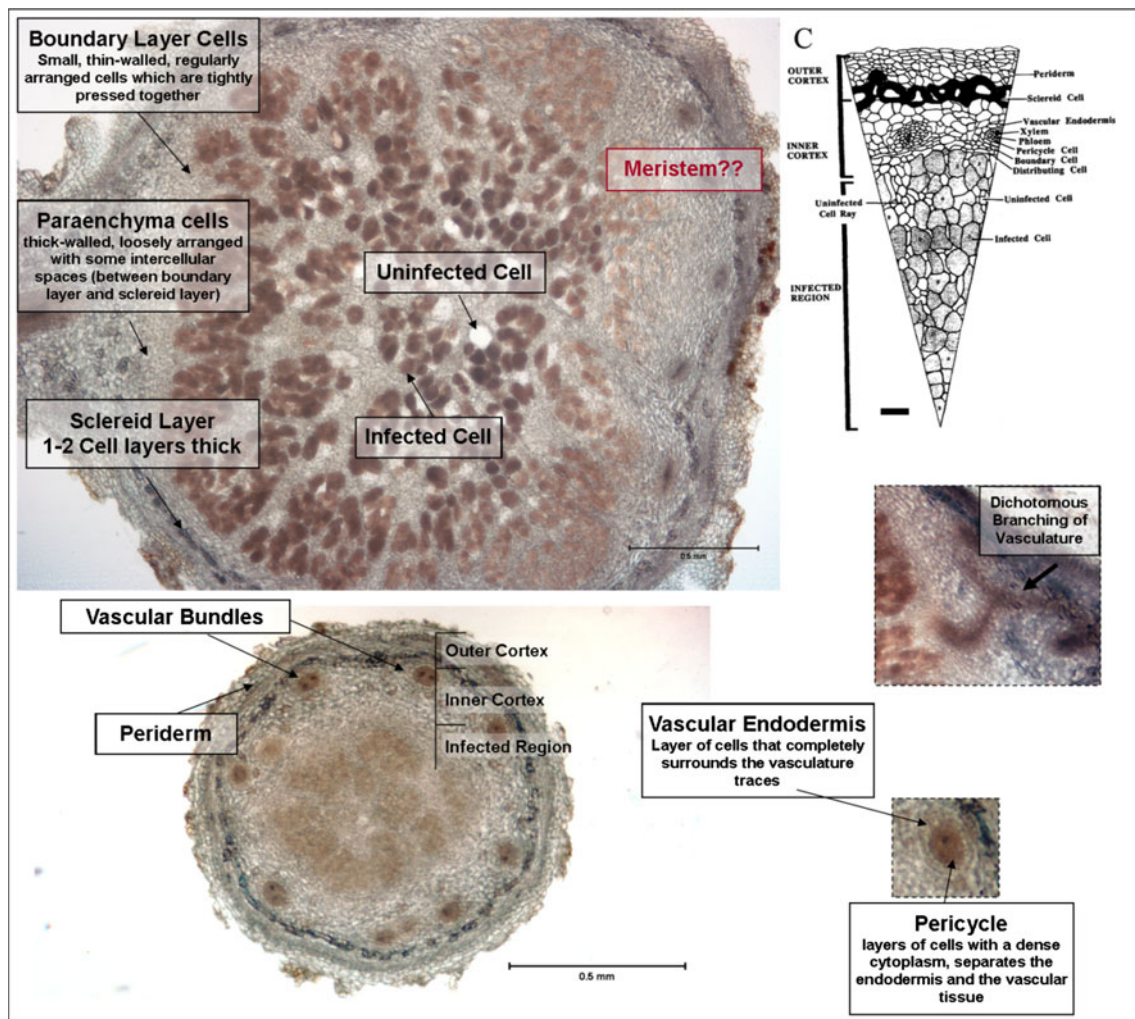 Boundary Layer Cells
Small, thin-walled, regularly
arranged cells which are tightly
pressed together
Paraenchyma cells
thick-walled, loosely arranged
with some intercellular
spaces (between boundary
layer and sclereid layer)
Sclereid Layer
1-2 Cell layers thick
Meristem??
Uninfected Cell
Infected Cell
0.5 mm
C
OUTER
CORTEX
INNER
CORTEX
Uninfected
Cell Ray
INFECTED
REGION
Periderm
Sclereid Cell
Vascular Endodermis
Xylem
Phloem
Pericycle Cell
Boundary Cell
Distributing Cell
Uninfected Cell
Infected Cell
Dichotomous
Branching of
Vasculature
Vascular Bundles
Periderm
Outer Cortex
Inner Cortex
Infected Region
0.5 mm
Vascular Endodermis
Layer of cells that completely
surrounds the vasculature
traces
Pericycle
layers of cells with a dense
cytoplasm, separates the
endodermis and the vascular
tissue